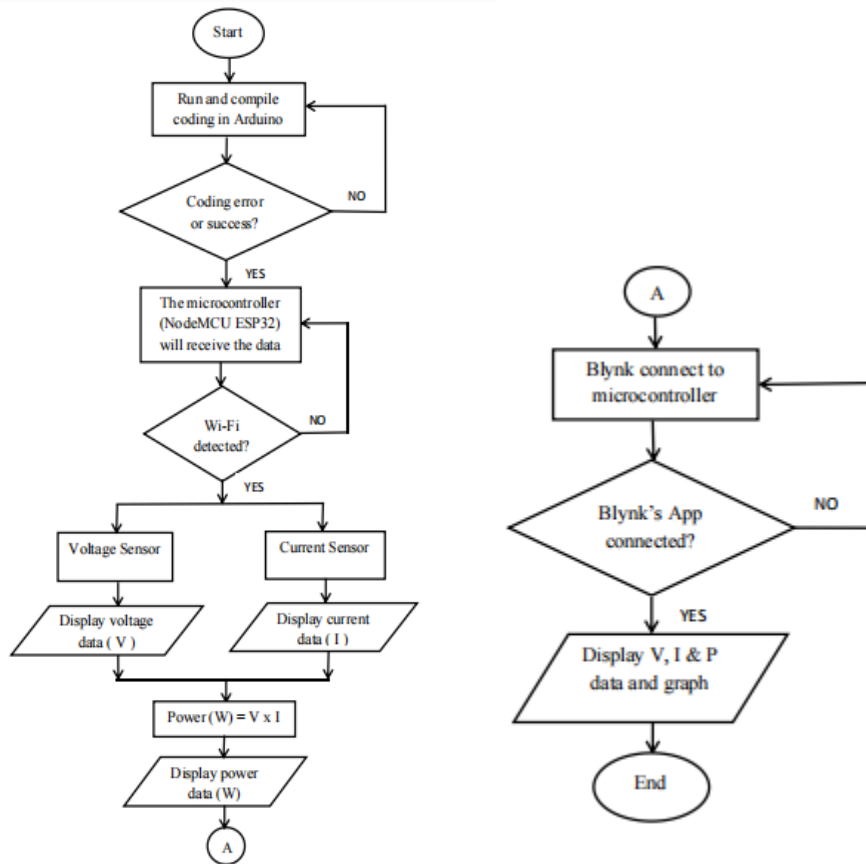 Start
Run and compile
coding in Arduino
Coding error
or success?
NO
YES
The microcontroller
(NodeMCU ESP32)
will receive the data
Wi-Fi
detected?
NO
YES
Voltage Sensor
Current Sensor
Display voltage
data ( V )
Display current
data ( I )
Power (W) = V x I
Display power
data (W)
A
A
Blynk connect to
microcontroller
Blynk's App
connected?
NO
YES
Display V, I & P
data and graph
End